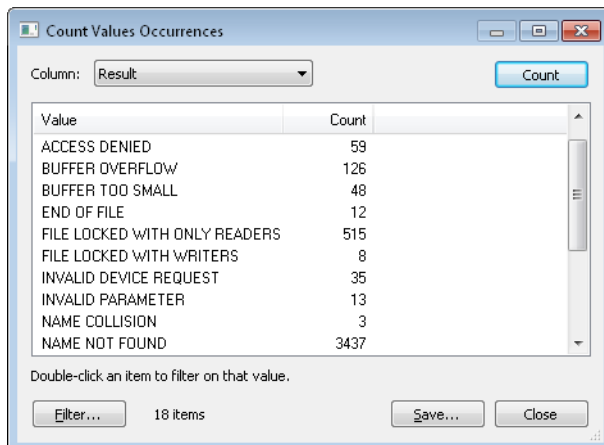 Count Values Occurrences
Column: Result Count
Value Count
ACCESS DENIED 59
BUFFER OVERFLOW 126
BUFFER TOO SMALL 48
END OF FILE 12
FILE LOCKED WITH ONLY READERS 515
FILE LOCKED WITH WRITERS 8
INVALID DEVICE REQUEST 35
INVALID PARAMETER 13
NAME COLLISION 3
NAME NOT FOUND 3437
Double-click an item to filter on that value.
Filter... 18 items Save... Close